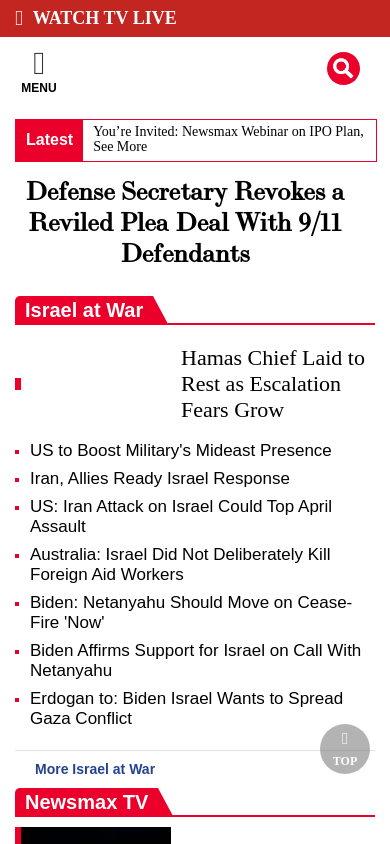 WATCH TV LIVE
MENU
Latest
You’re Invited: Newsmax Webinar on IPO Plan,
See More
Defense Secretary Revokes a
Reviled Plea Deal With 9/11
Defendants
Israel at War
Hamas Chief Laid to
Rest as Escalation
Fears Grow
US to Boost Military's Mideast Presence
Iran, Allies Ready Israel Response
US: Iran Attack on Israel Could Top April
Assault
Australia: Israel Did Not Deliberately Kill
Foreign Aid Workers
Biden: Netanyahu Should Move on Cease-
Fire 'Now'
Biden Affirms Support for Israel on Call With
Netanyahu
Erdogan to: Biden Israel Wants to Spread
Gaza Conflict
TOP
More Israel at War
Newsmax TV